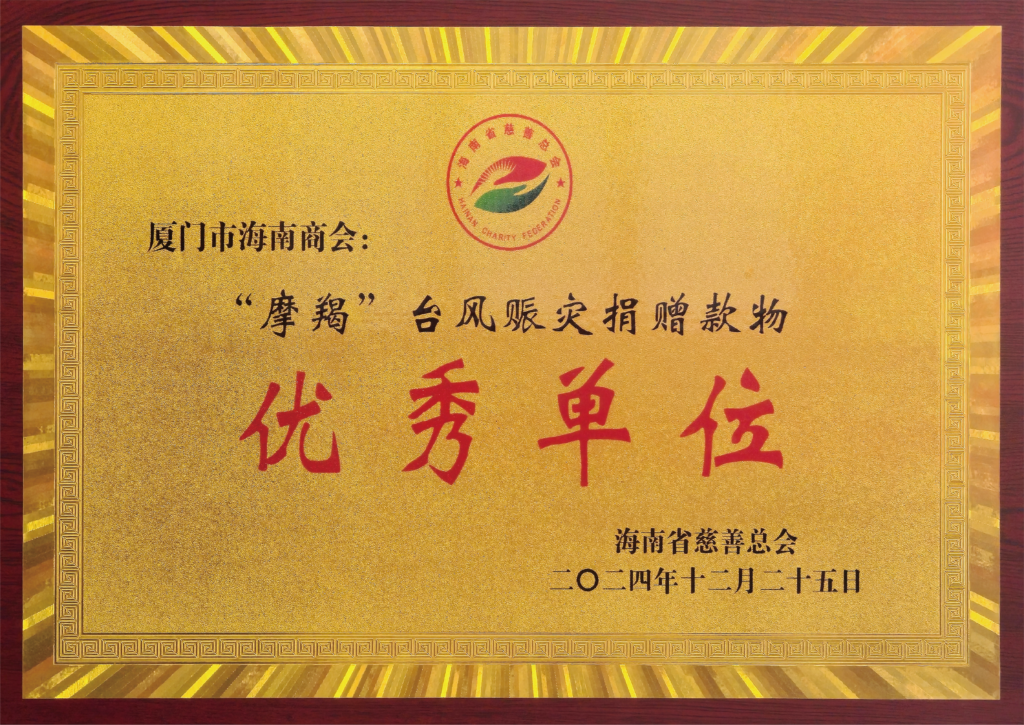 海南省慈善总会
HAINAN CHARITY FEDERATION
厦门市海南商会：
“摩羯”台风赈灾捐赠款物
优秀单位
海南省慈善总会
二〇二四年十二月二十五日